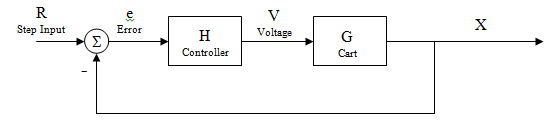 R
Step Input
Σ
e
Error
H
Controller
V
Voltage
G
Cart
X
–